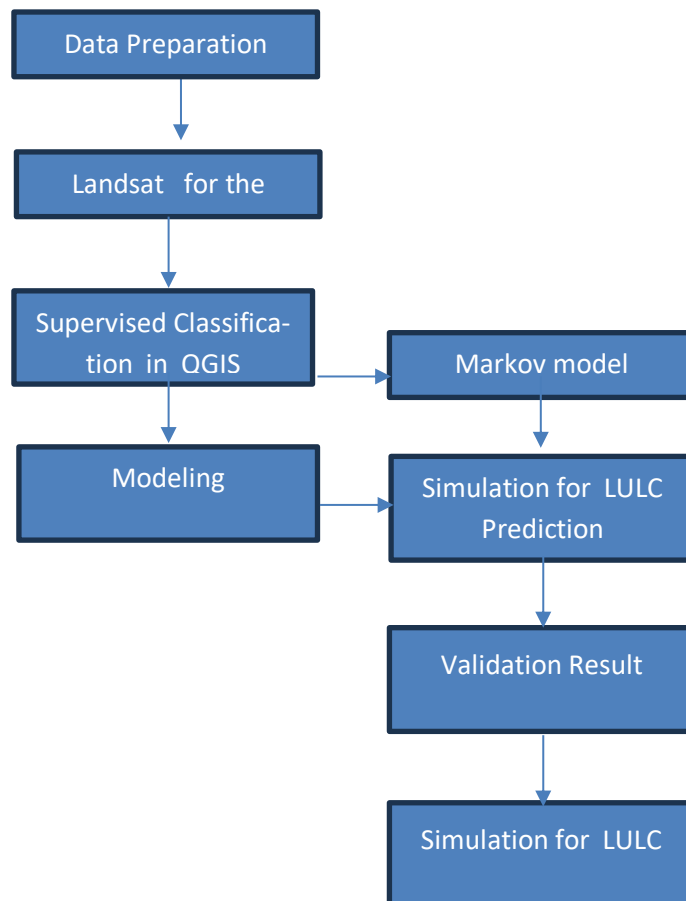 Data Preparation
Landsat for the
Supervised Classifica-
tion in QGIS
Markov model
Modeling
Simulation for LULC
Prediction
Validation Result
Simulation for LULC